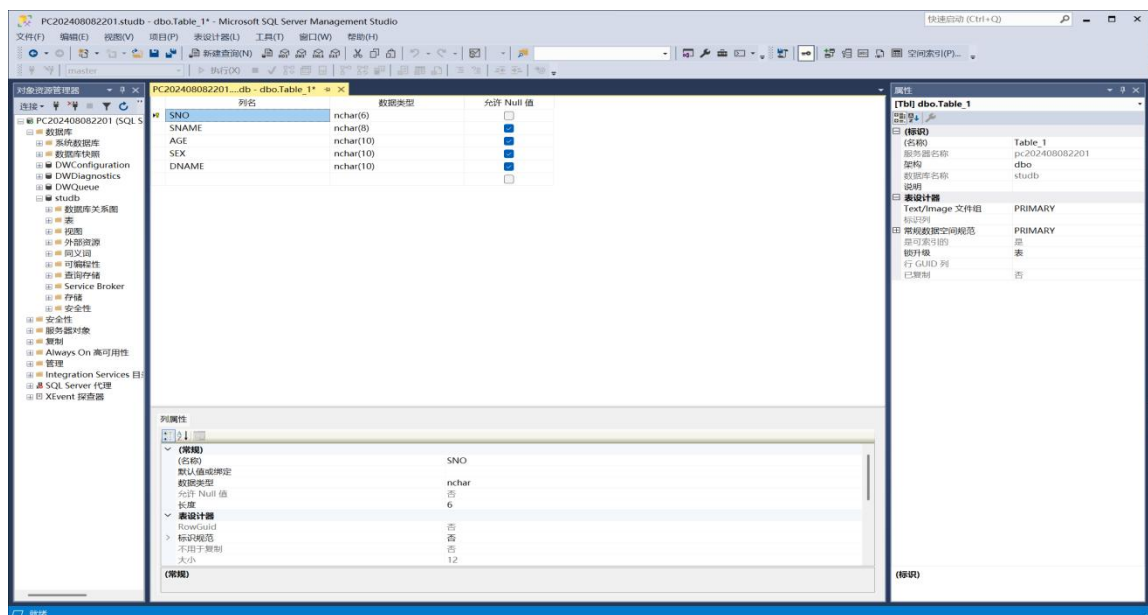 PC202408082201.studb - dbo.Table_1* - Microsoft SQL Server Management Studio
快速启动 (Ctrl+Q)
文件(F) 编辑(E) 视图(V) 项目(P) 表设计器(L) 工具(T) 窗口(W) 帮助(H)
新建查询(N)
空间索引(P)...
master
执行(X)
对象资源管理器
连接
PC202408082201 (SQL S
数据库
系统数据库
数据库快照
DWConfiguration
DWDiagnostics
DWQueue
studb
数据库关系图
表
视图
外部资源
同义词
可编程性
查询存储
Service Broker
存储
安全性
安全性
服务器对象
复制
Always On 高可用性
管理
Integration Services 目
SQL Server 代理
XEvent 探查器
PC202408082201....db - dbo.Table_1*
列名 数据类型 允许 Null 值
SNO nchar(6)
SNAME nchar(8)
AGE nchar(10)
SEX nchar(10)
DNAME nchar(10)
列属性
(常规)
(名称) SNO
默认值或绑定
数据类型 nchar
允许 Null 值 否
长度 6
表设计器
RowGuid 否
标识规范 否
不用于复制 否
大小 12
(常规)
属性
[Tbl] dbo.Table_1
(标识)
(名称) Table_1
服务器名称 pc202408082201
架构 dbo
数据库名称 studb
说明
表设计器
Text/Image 文件组 PRIMARY
标识列
常规数据空间规范 PRIMARY
是可索引的 是
锁升级 表
行 GUID 列
已复制 否
(标识)
就绪